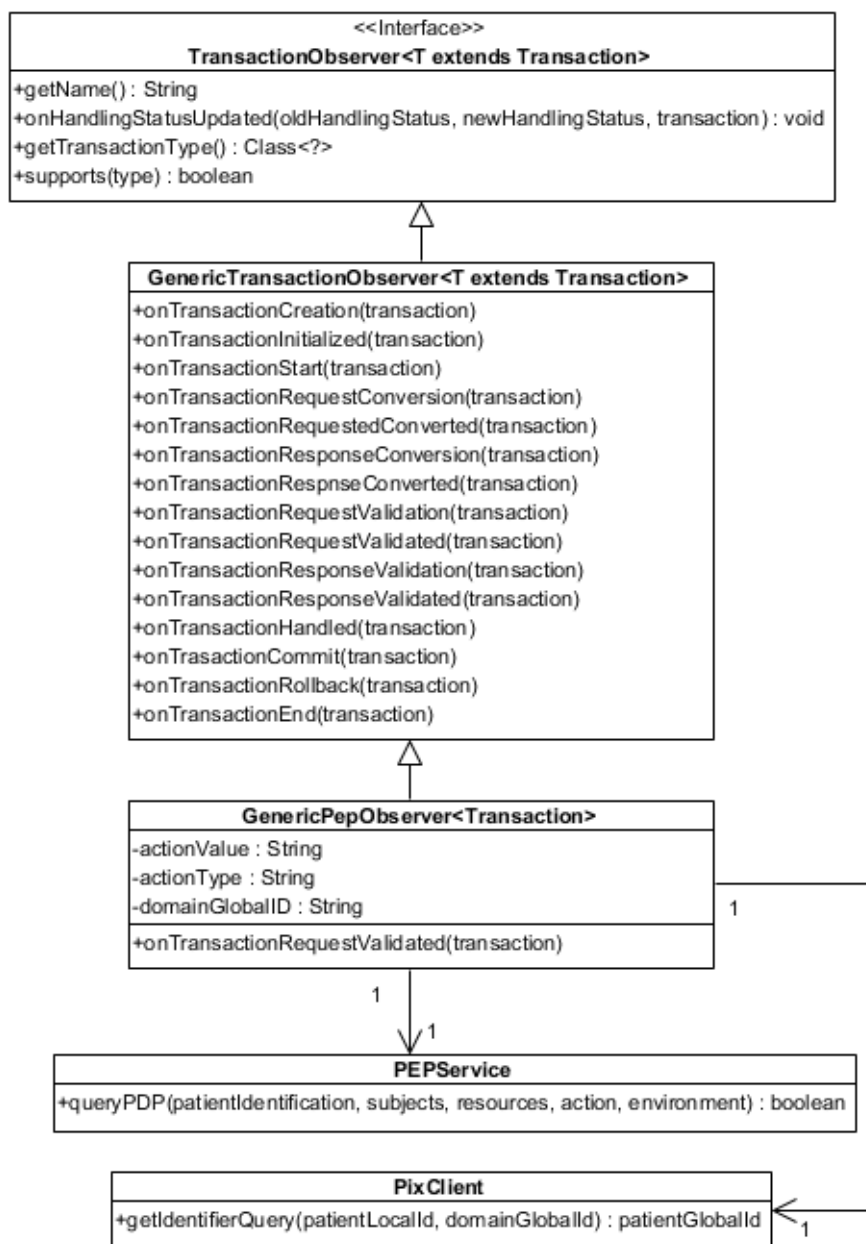 <<Interface>>
TransactionObserver<T extends Transaction>
+getName() : String
+onHandlingStatusUpdated(oldHandlingStatus, newHandlingStatus, transaction) : void
+getTransactionType() : Class<?>
+supports(type) : boolean
GenericTransactionObserver<T extends Transaction>
+onTransactionCreation(transaction)
+onTransactionInitialized(transaction)
+onTransactionStart(transaction)
+onTransactionRequestConversion(transaction)
+onTransactionRequestedConverted(transaction)
+onTransactionResponseConversion(transaction)
+onTransactionRespnseConverted(transaction)
+onTransactionRequestValidation(transaction)
+onTransactionRequestValidated(transaction)
+onTransactionResponseValidation(transaction)
+onTransactionResponseValidated(transaction)
+onTransactionHandled(transaction)
+onTrasactionCommit(transaction)
+onTransactionRollback(transaction)
+onTransactionEnd(transaction)
GenericPepObserver<Transaction>
-actionValue : String
-actionType : String
-domainGlobalID : String
1
+onTransactionRequestValidated(transaction)
1
1
PEPService
+queryPDP(patientIdentification, subjects, resources, action, environment) : boolean
PixClient
+getIdentifierQuery(patientLocalId, domainGlobalId) : patientGlobalId
1